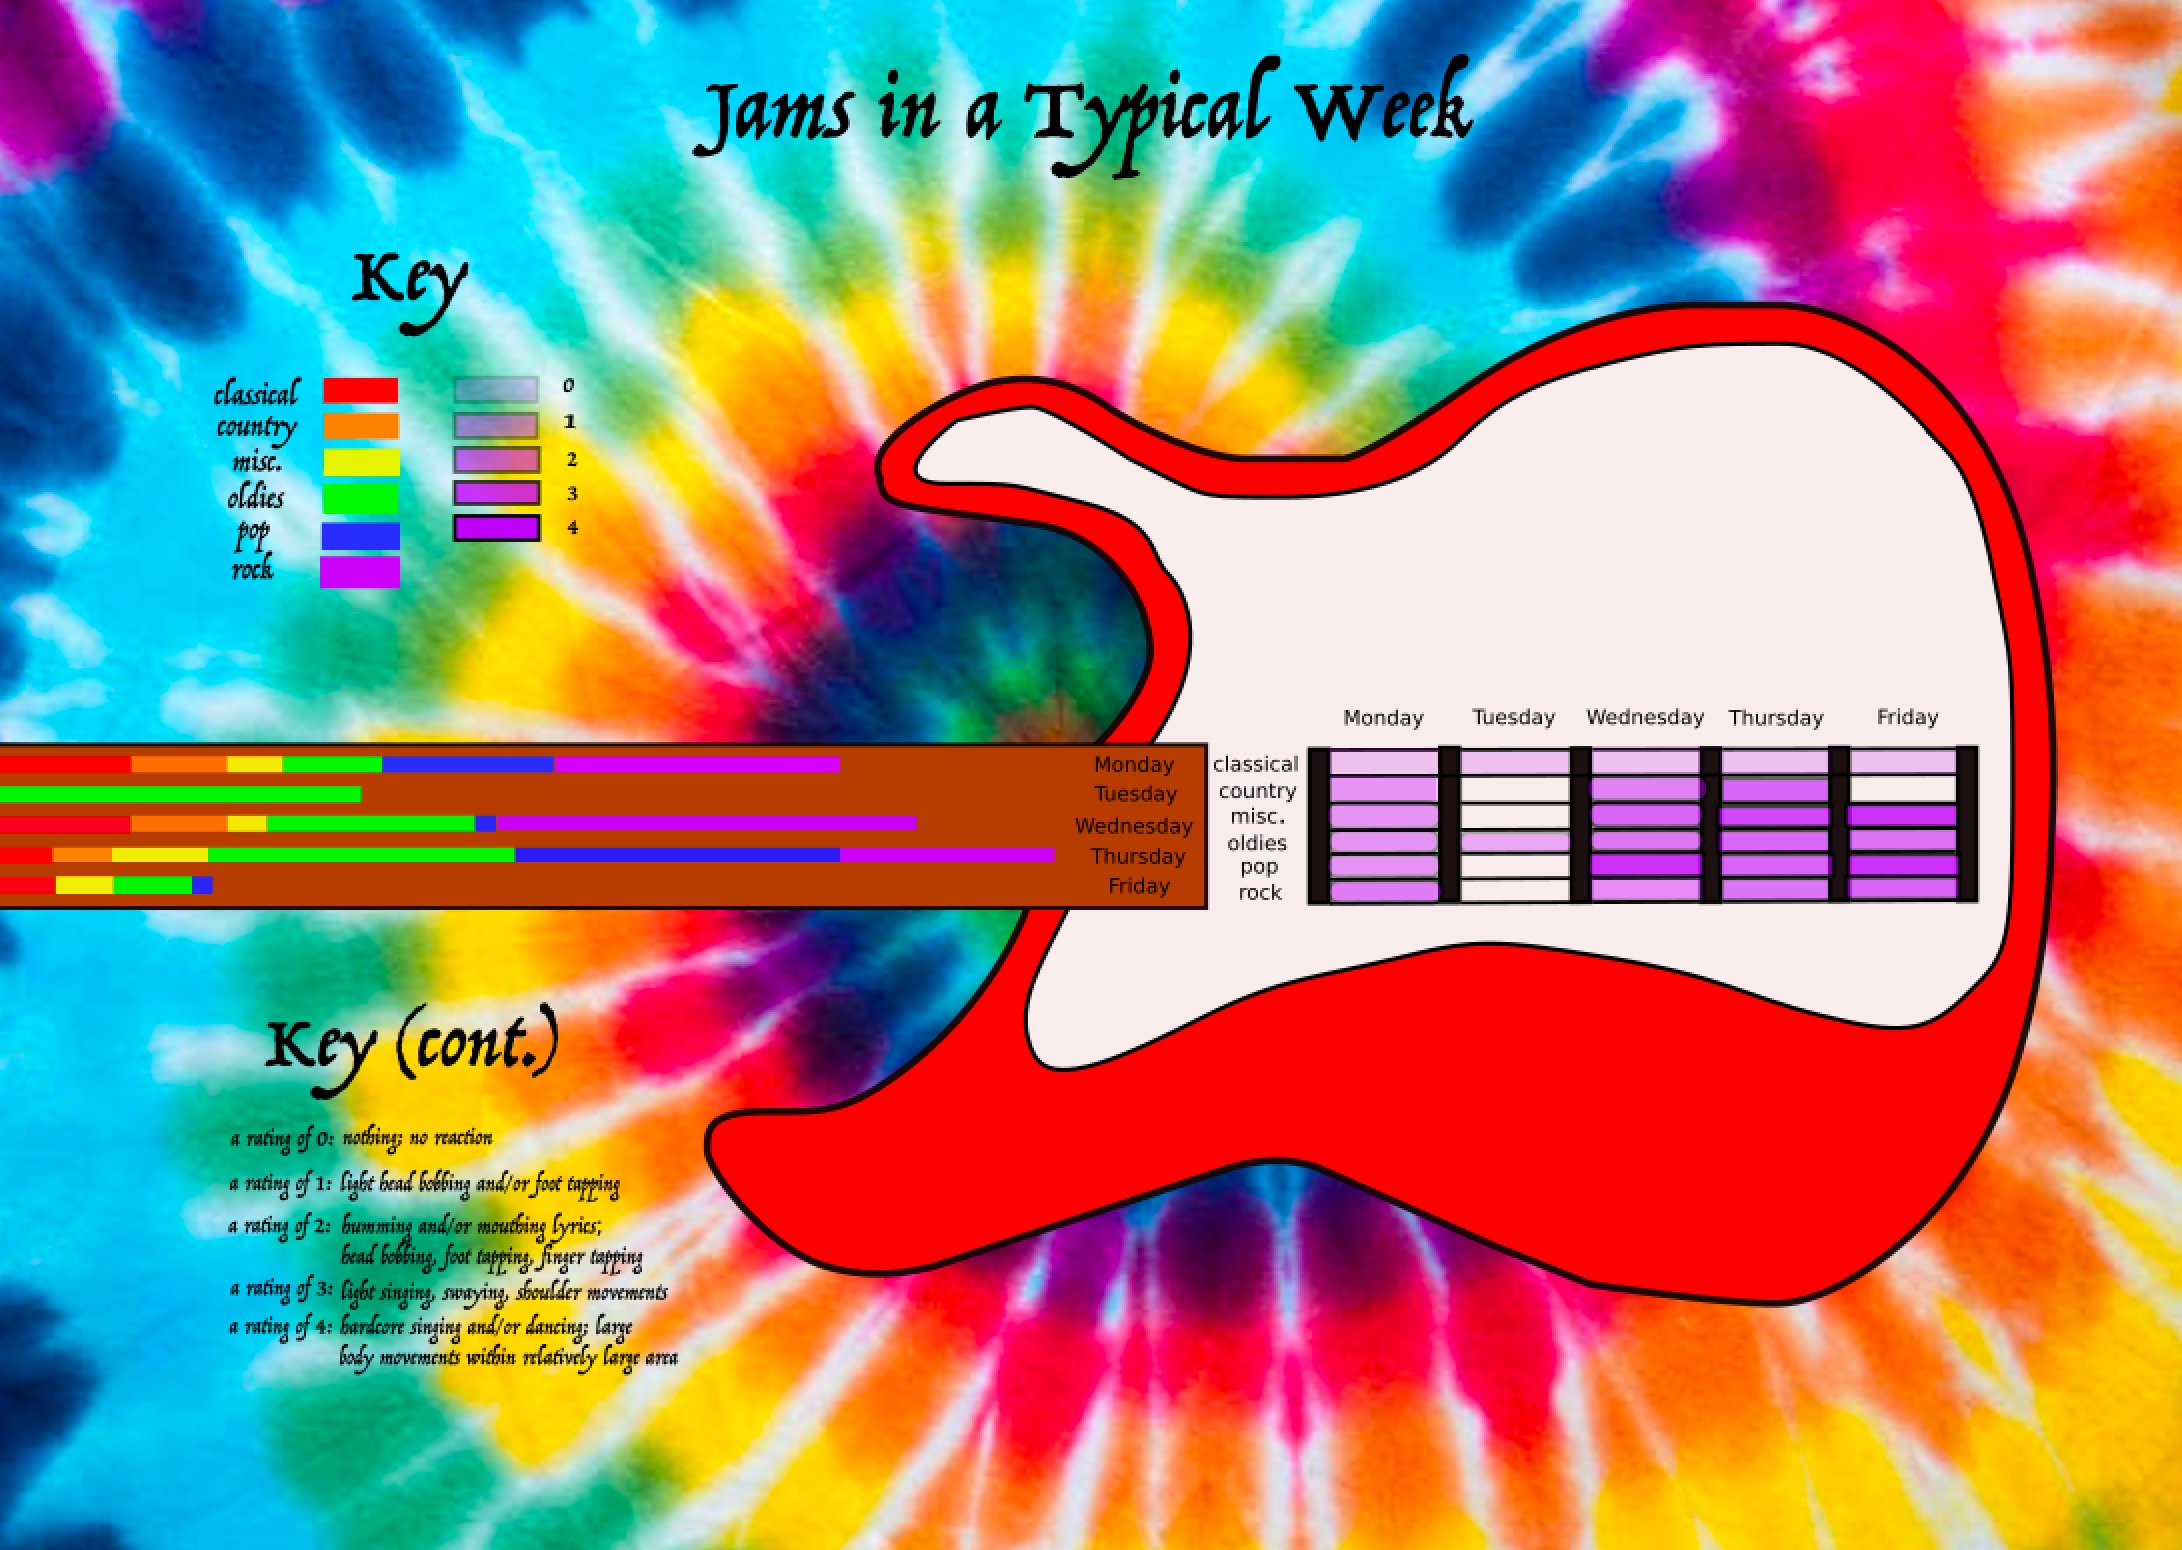 Jams in a Typical Week
Key
classical
country
misc.
oldies
pop
rock
0
1
2
3
4
Monday Tuesday Wednesday Thursday Friday
Monday
Tuesday
Wednesday
Thursday
Friday
classical
country
misc.
oldies
pop
rock
Key (cont.)
a rating of 0: nothing; no reaction
a rating of 1: light head bobbing and/or foot tapping
a rating of 2: humming and/or mouthing lyrics;
head bobbing, foot tapping, finger tapping
a rating of 3: light singing, swaying, shoulder movements
a rating of 4: hardcore singing and/or dancing; large
body movements within relatively large area